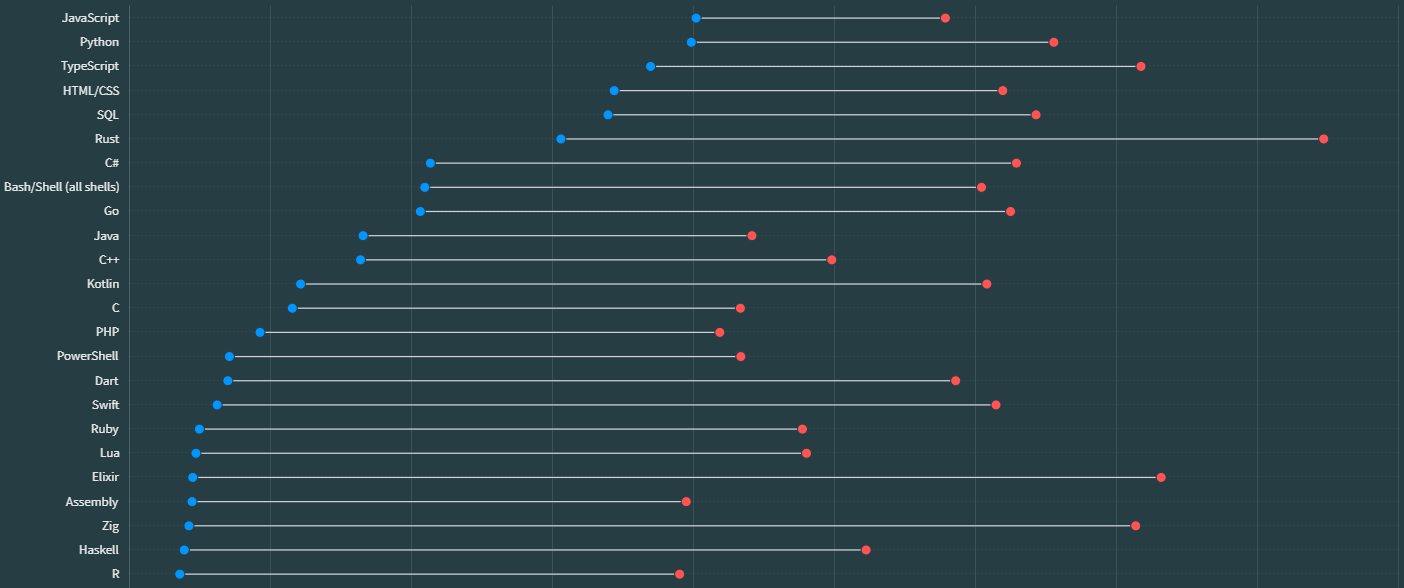 JavaScript
Python
TypeScript
HTML/CSS
SQL
Rust
C#
Bash/Shell (all shells)
Go
Java
C++
Kotlin
C
PHP
PowerShell
Dart
Swift
Ruby
Lua
Elixir
Assembly
Zig
Haskell
R